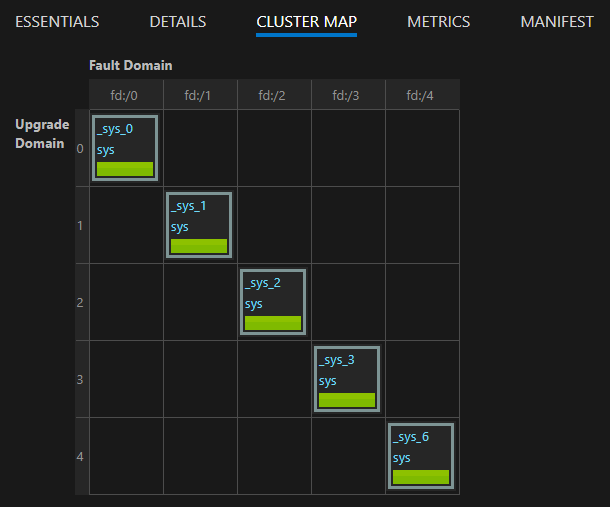 ESSENTIALS DETAILS CLUSTER MAP METRICS MANIFEST
Fault Domain
fd:/0 fd:/1 fd:/2 fd:/3 fd:/4
Upgrade
Domain
0
_sys_0
sys
1
_sys_1
sys
2
_sys_2
sys
3
_sys_3
sys
4
_sys_6
sys